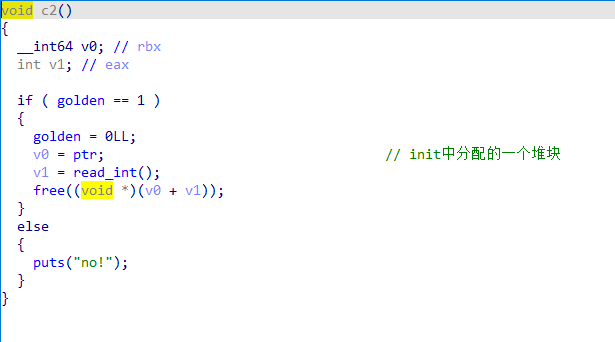 void c2()
{
  __int64 v0; // rbx
  int v1; // eax

  if ( golden == 1 )
  {
    golden = 0LL;
    v0 = ptr;                               // init中分配的一个堆块
    v1 = read_int();
    free((void *)(v0 + v1));
  }
  else
  {
    puts("no!");
  }
}